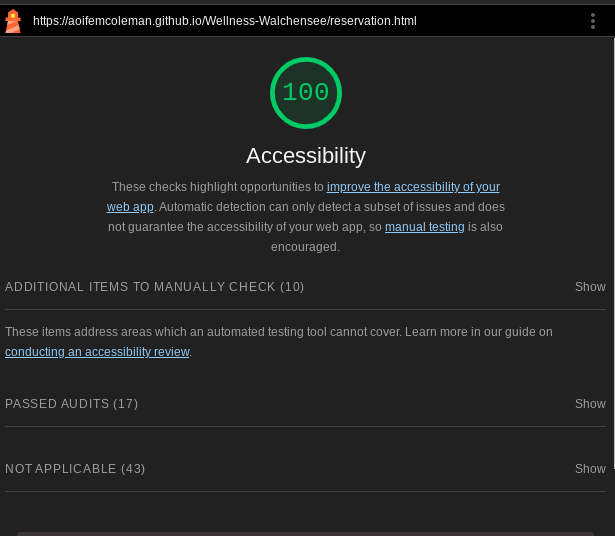 https://aoifemcoleman.github.io/Wellness-Walchensee/reservation.html
100
Accessibility
These checks highlight opportunities to improve the accessibility of your
web app. Automatic detection can only detect a subset of issues and does
not guarantee the accessibility of your web app, so manual testing is also
encouraged.
ADDITIONAL ITEMS TO MANUALLY CHECK (10) Show
These items address areas which an automated testing tool cannot cover. Learn more in our guide on
conducting an accessibility review.
PASSED AUDITS (17) Show
NOT APPLICABLE (43) Show